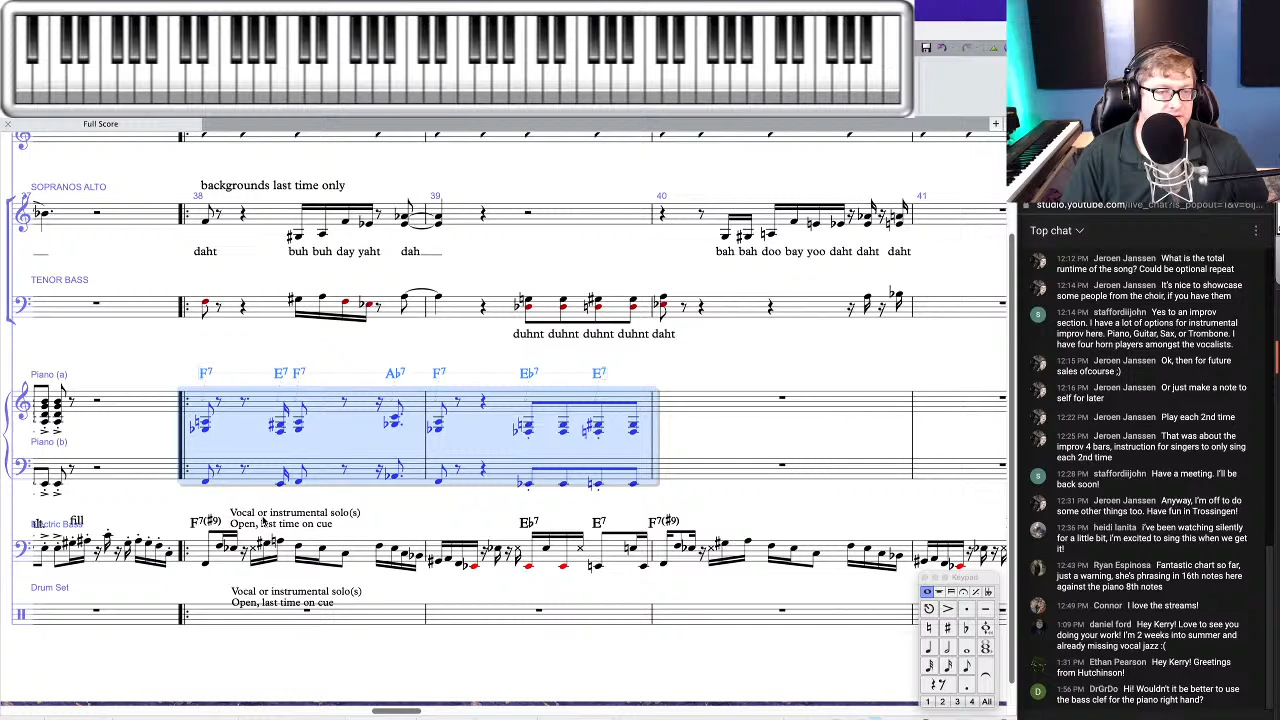 Full Score
studio.youtube.com/live_chat?is_popout=1&v=6ij...
Top chat
SOPRANOS ALTO
backgrounds last time only
37
38
39
40
41
daht
buh buh day yaht
dah
bah bah doo bay yoo daht daht daht
TENOR BASS
duhnt duhnt duhnt duhnt daht
Piano (a)
F7
E7 F7
Ab7
F7
Eb7
E7
Piano (b)
Vocal or instrumental solo(s)
Open, last time on cue
fill
Electric Bass
F7(#9)
Eb7
E7
F7(#9)
Drum Set
Vocal or instrumental solo(s)
Open, last time on cue
Keypad
1
2
3
4
All
12:12 PM Jeroen Janssen What is the total
runtime of the song? Could be optional
repeat
12:14 PM Jeroen Janssen It's nice to showcase
some people from the choir, if you have them
12:14 PM staffordiijohn Yes to an improv
section. I have a lot of options for instrumental
improv here. Piano, Guitar, Sax, or Trombone. I
have four horn players amongst the vocalists.
12:15 PM Jeroen Janssen Ok, then for future
sales ofcourse ;)
12:16 PM Jeroen Janssen Or just make a note to
self for later
12:22 PM Jeroen Janssen Play each 2nd time
12:25 PM Jeroen Janssen That was about the
improv 4 bars, instruction for singers to only sing
each 2nd time
12:28 PM staffordiijohn Have a meeting. I'll be
back soon!
12:31 PM Jeroen Janssen Anyway, I'm off to do
some other things too. Have fun in Trossingen!
12:36 PM heidi lanita i've been watching silently
for a little bit, i'm excited to sing this when we get
it!
12:43 PM Ryan Espinosa Fantastic chart so far,
just a warning, she's phrasing in 16th notes here
against the piano 8th notes
12:49 PM Connor I love the streams!
1:09 PM daniel ford Hey Kerry! Love to see you
doing your work! I'm 2 weeks into summer and
already missing vocal jazz :(
1:31 PM Ethan Pearson Hey Kerry! Greetings
from Hutchinson!
1:56 PM DrGrDo Hi! Wouldn't it be better to
use the bass clef for the piano right hand?